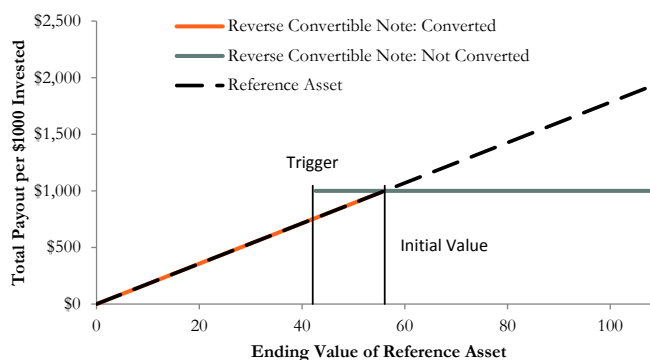 $2,500
Reverse Convertible Note: Converted
Reverse Convertible Note: Not Converted
Reference Asset
$2,000
$1,500
$1,000
$500
$0
Total Payout per $1000 Invested
Trigger
Initial Value
0 20 40 60 80 100
Ending Value of Reference Asset